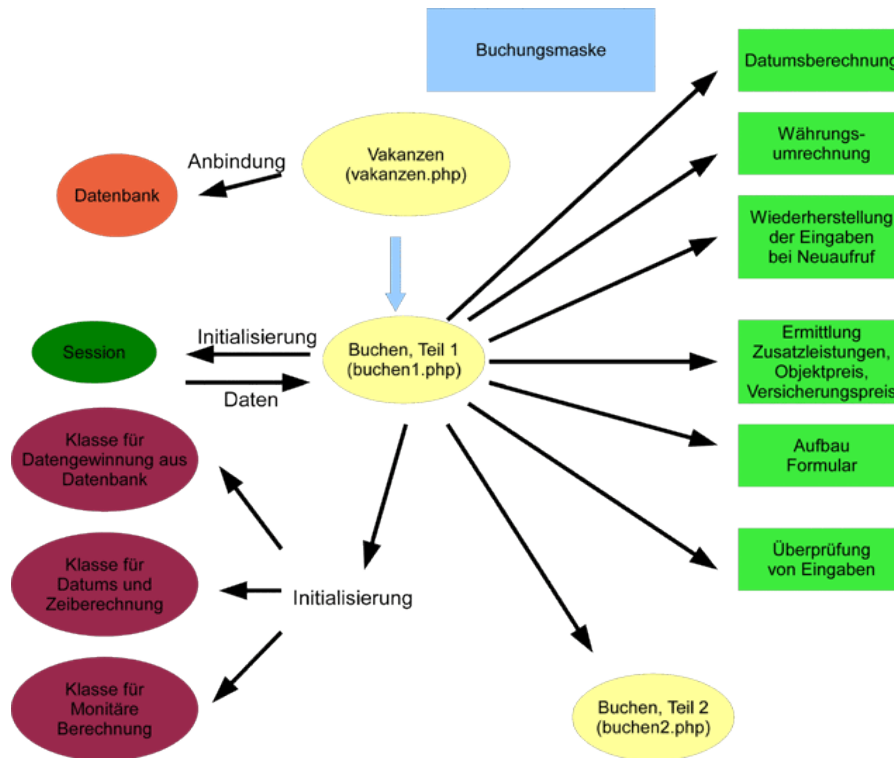 Buchungsmaske
Datumsberechnung
Währungs-
umrechnung
Wiederherstellung
der Eingaben
bei Neuaufruf
Ermittlung
Zusatzleistungen,
Objektpreis,
Versicherungspreis
Aufbau
Formular
Überprüfung
von Eingaben
Vakanzen
(vakanzen.php)
Anbindung
Datenbank
Initialisierung
Session
Daten
Buchen, Teil 1
(buchen1.php)
Klasse für
Datengewinnung aus
Datenbank
Klasse für
Datums und
Zeiberechnung
Initialisierung
Klasse für
Monitäre
Berechnung
Buchen, Teil 2
(buchen2.php)